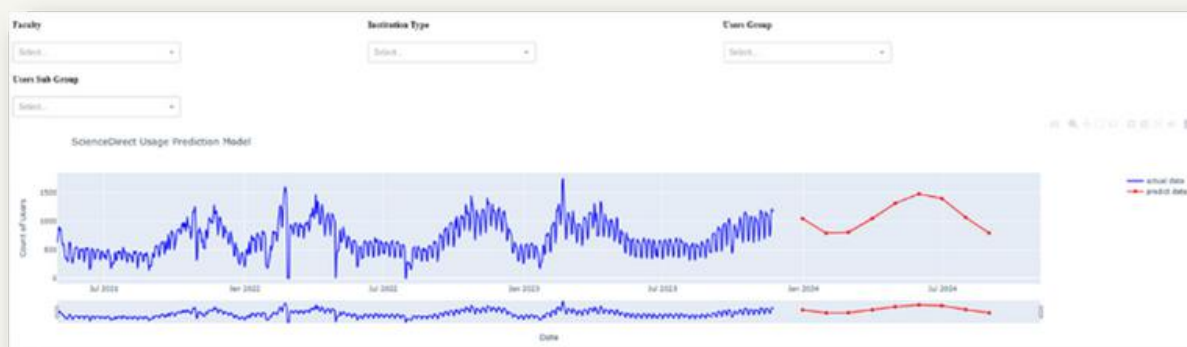 Faculty
Institution Type
Users Group
Select...
Select...
Select...
Users Sub Group
Select...
ScienceDirect Usage Prediction Model
actual data
predict data
Count of users
1500
1000
500
0
Jul 2021
Jan 2022
Jul 2022
Jan 2023
Jul 2023
Jan 2024
Jul 2024
Date